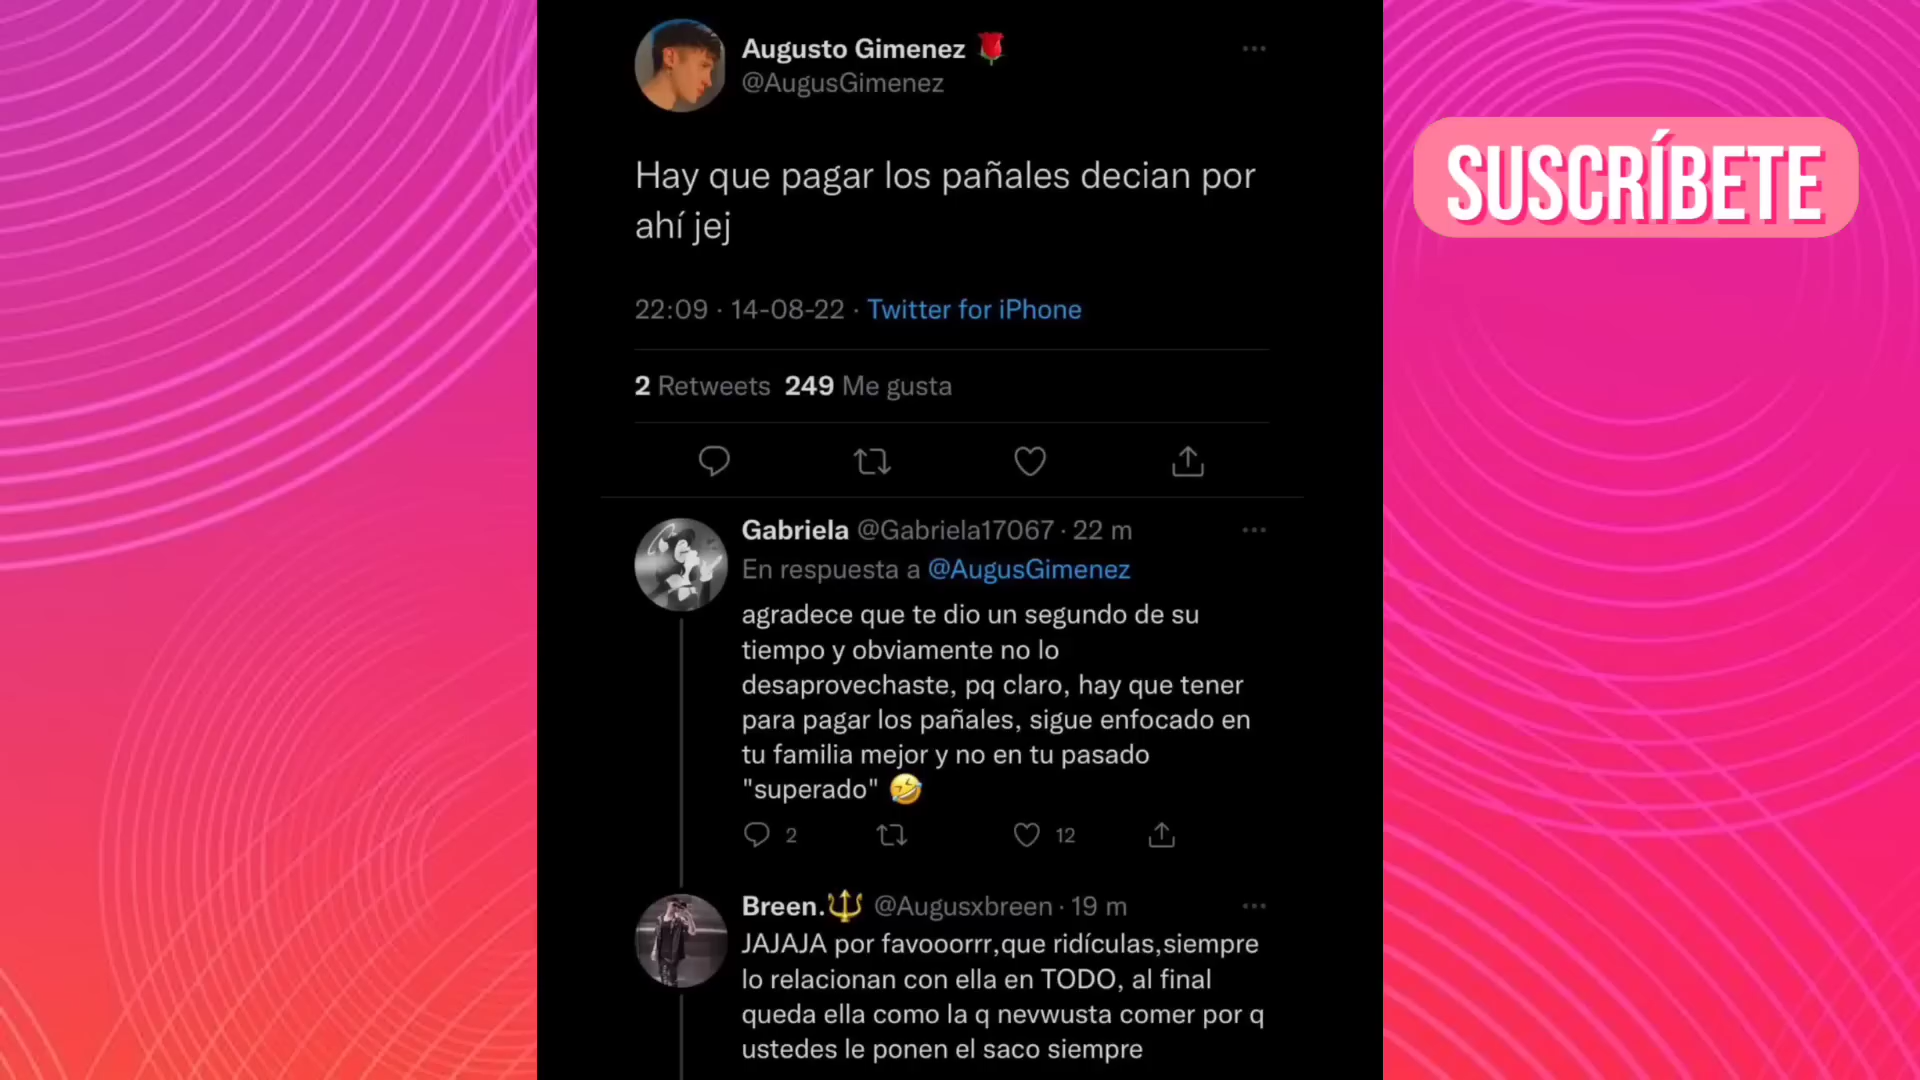 Augusto Gimenez 🌹
@AugusGimenez
SUSCRÍBETE
Hay que pagar los pañales decian por
ahí jej
22:09 · 14-08-22 · Twitter for iPhone
2 Retweets 249 Me gusta
Gabriela @Gabriela17067 · 22 m
En respuesta a @AugusGimenez
agradece que te dio un segundo de su
tiempo y obviamente no lo
desaprovechaste, pq claro, hay que tener
para pagar los pañales, sigue enfocado en
tu familia mejor y no en tu pasado
"superado" 🤣
2 12
Breen.🔱 @Augusxbreen · 19 m
JAJAJA por favooorrr,que ridículas,siempre
lo relacionan con ella en TODO, al final
queda ella como la q nevwusta comer por q
ustedes le ponen el saco siempre